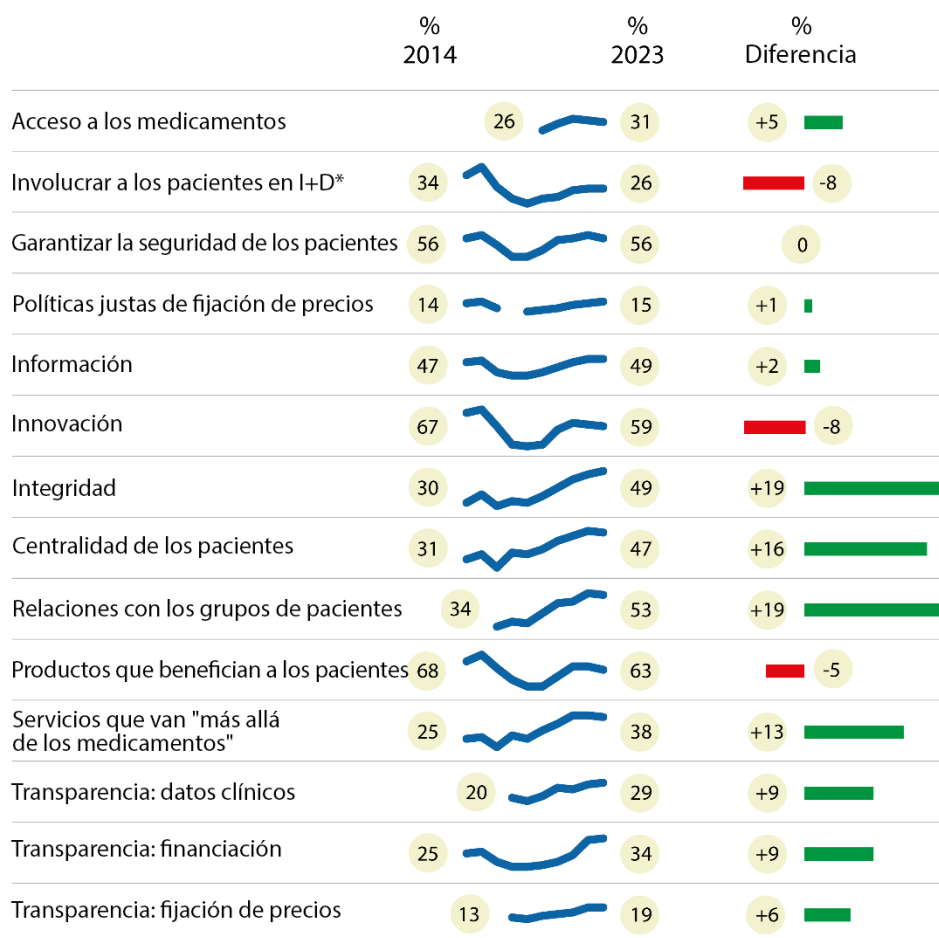 % % %
2014 2023 Diferencia
Acceso a los medicamentos 26 31 +5
Involucrar a los pacientes en I+D* 34 26 -8
Garantizar la seguridad de los pacientes 56 56 0
Políticas justas de fijación de precios 14 15 +1
Información 47 49 +2
Innovación 67 59 -8
Integridad 30 49 +19
Centralidad de los pacientes 31 47 +16
Relaciones con los grupos de pacientes 34 53 +19
Productos que benefician a los pacientes 68 63 -5
Servicios que van "más allá
de los medicamentos" 25 38 +13
Transparencia: datos clínicos 20 29 +9
Transparencia: financiación 25 34 +9
Transparencia: fijación de precios 13 19 +6